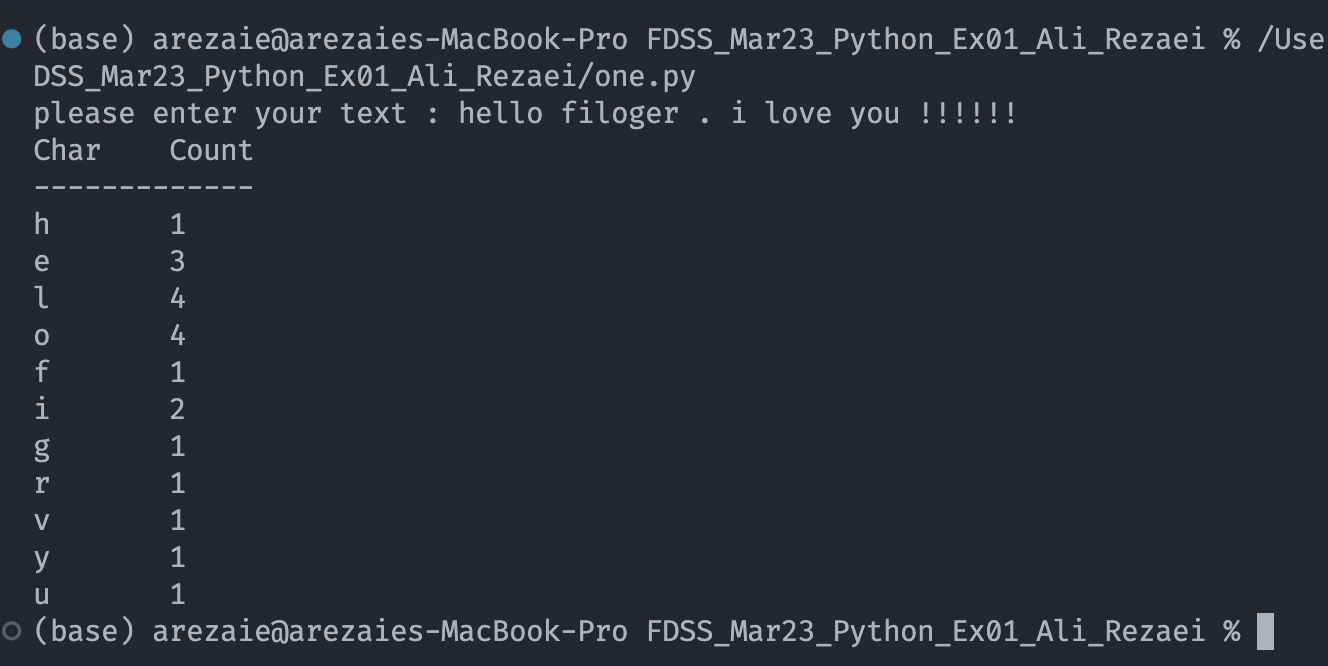 (base) arezaie@arezaies-MacBook-Pro FDSS_Mar23_Python_Ex01_Ali_Rezaei % /Use
DSS_Mar23_Python_Ex01_Ali_Rezaei/one.py
please enter your text : hello filoger . i love you !!!!!!
Char    Count
-------------
h       1
e       3
l       4
o       4
f       1
i       2
g       1
r       1
v       1
y       1
u       1
(base) arezaie@arezaies-MacBook-Pro FDSS_Mar23_Python_Ex01_Ali_Rezaei %